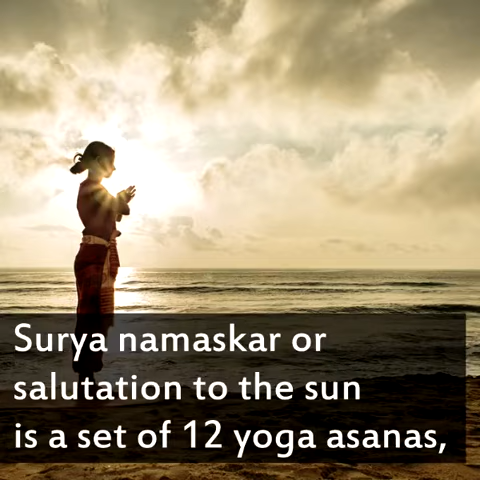 Surya namaskar or
salutation to the sun
is a set of 12 yoga asanas,